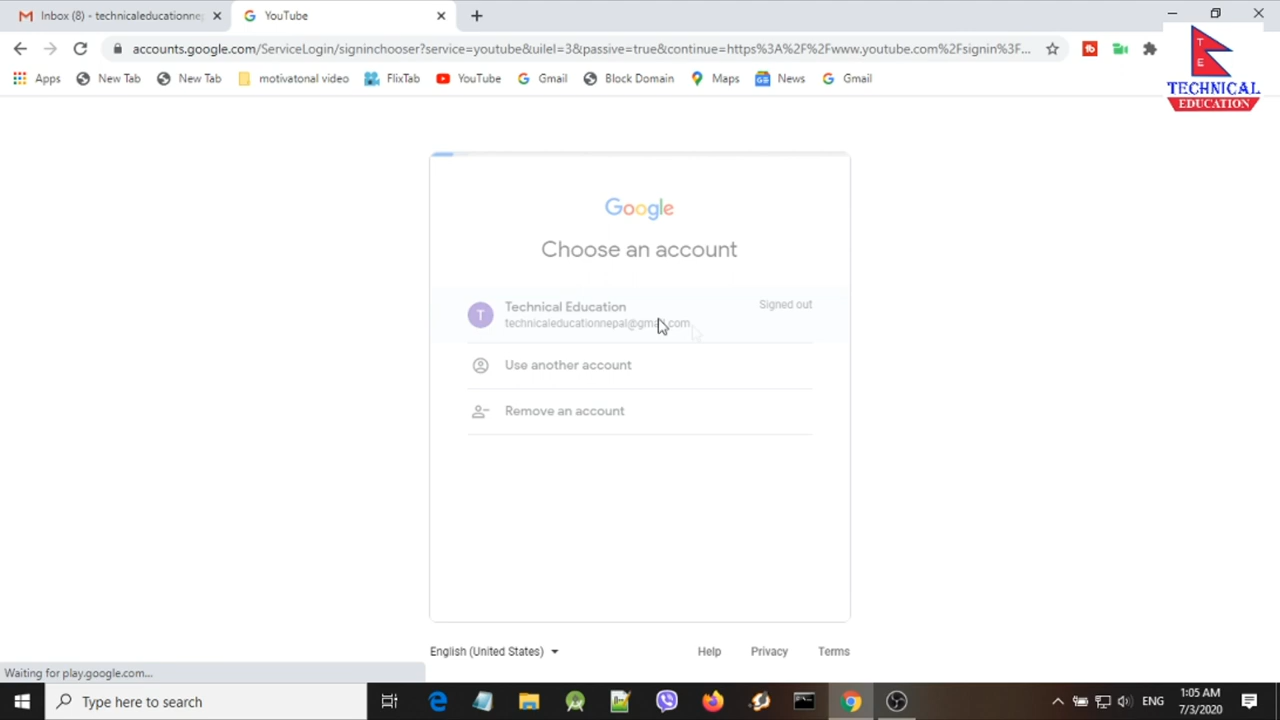 Inbox (8) - technicaleducationne
YouTube
accounts.google.com/ServiceLogin/signinchooser?service=youtube&uilel=3&passive=true&continue=https%3A%2F%2Fwww.youtube.com%2Fsignin%3F...
Apps
New Tab
New Tab
motivatonal video
FlixTab
YouTube
Gmail
Block Domain
Maps
News
Gmail
T
E
TECHNICAL
EDUCATION
Google
Choose an account
T
Technical Education
Signed out
technicaleducationnepal@gmail.com
Use another account
Remove an account
English (United States)
Help
Privacy
Terms
Waiting for play.google.com...
Type here to search
ENG
1:05 AM
7/3/2020